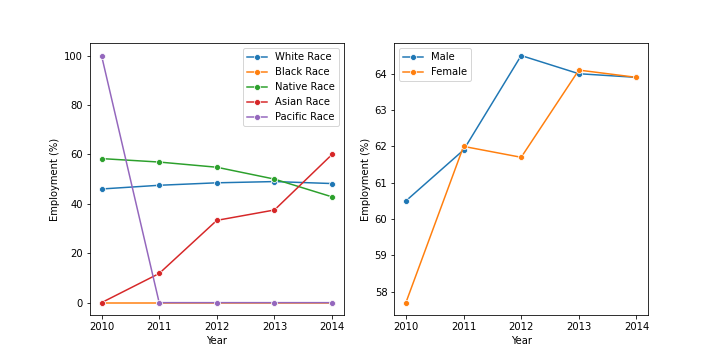 Employment (%)
100
80
60
40
20
0
White Race
Black Race
Native Race
Asian Race
Pacific Race
2010 2011 2012 2013 2014
Year
Employment (%)
64
63
62
61
60
59
58
Male
Female
2010 2011 2012 2013 2014
Year